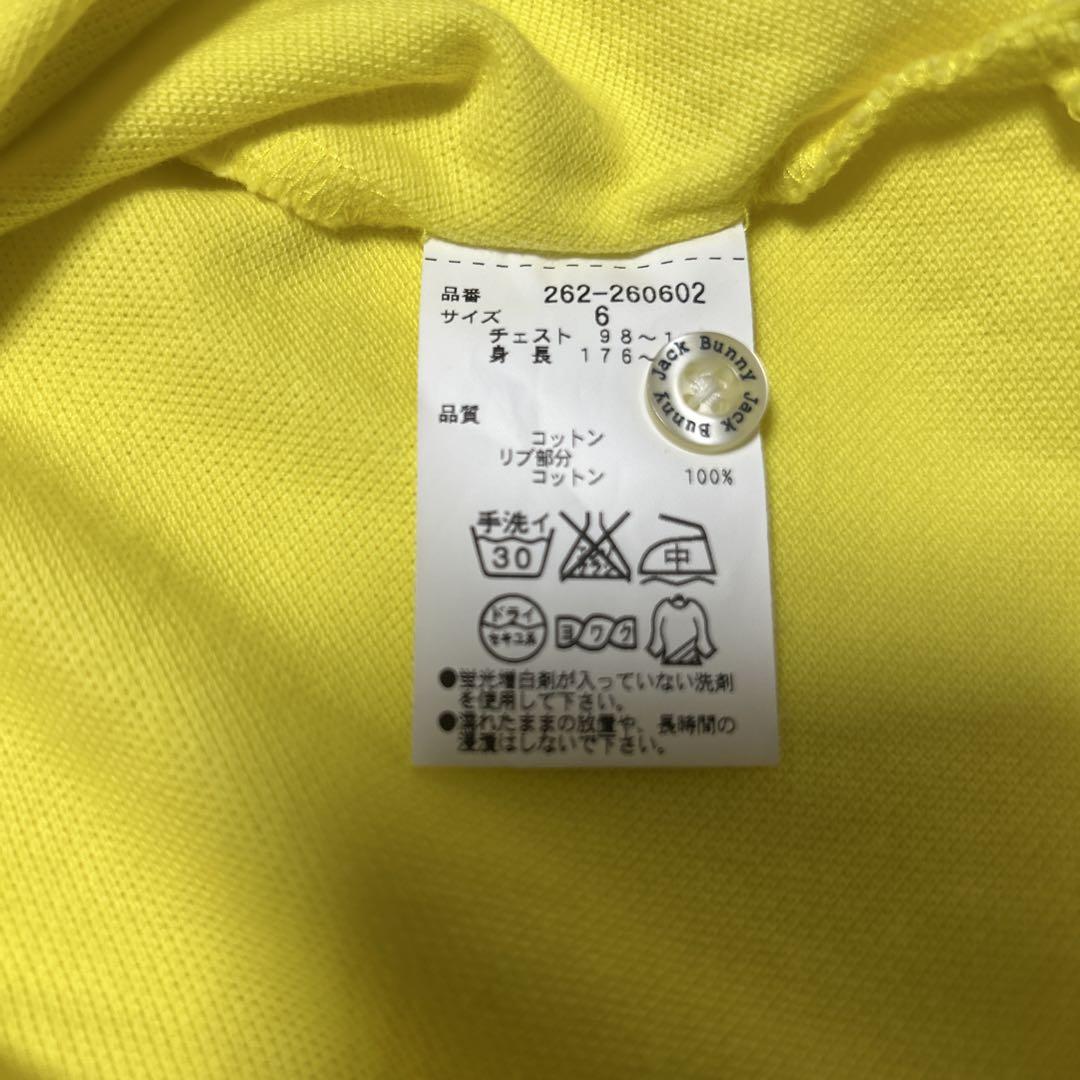 品番 262-260602
サイズ 6
チェスト 98～1
身長 176～
Jack Bunny Jack Bunny
品質
コットン
リブ部分
コットン 100%
手洗イ
30
中
ドライ
セキユ系
ヨワク
●蛍光増白剤が入っていない洗剤
を使用して下さい。
●濡れたままの放置や、長時間の
浸漬はしないで下さい。